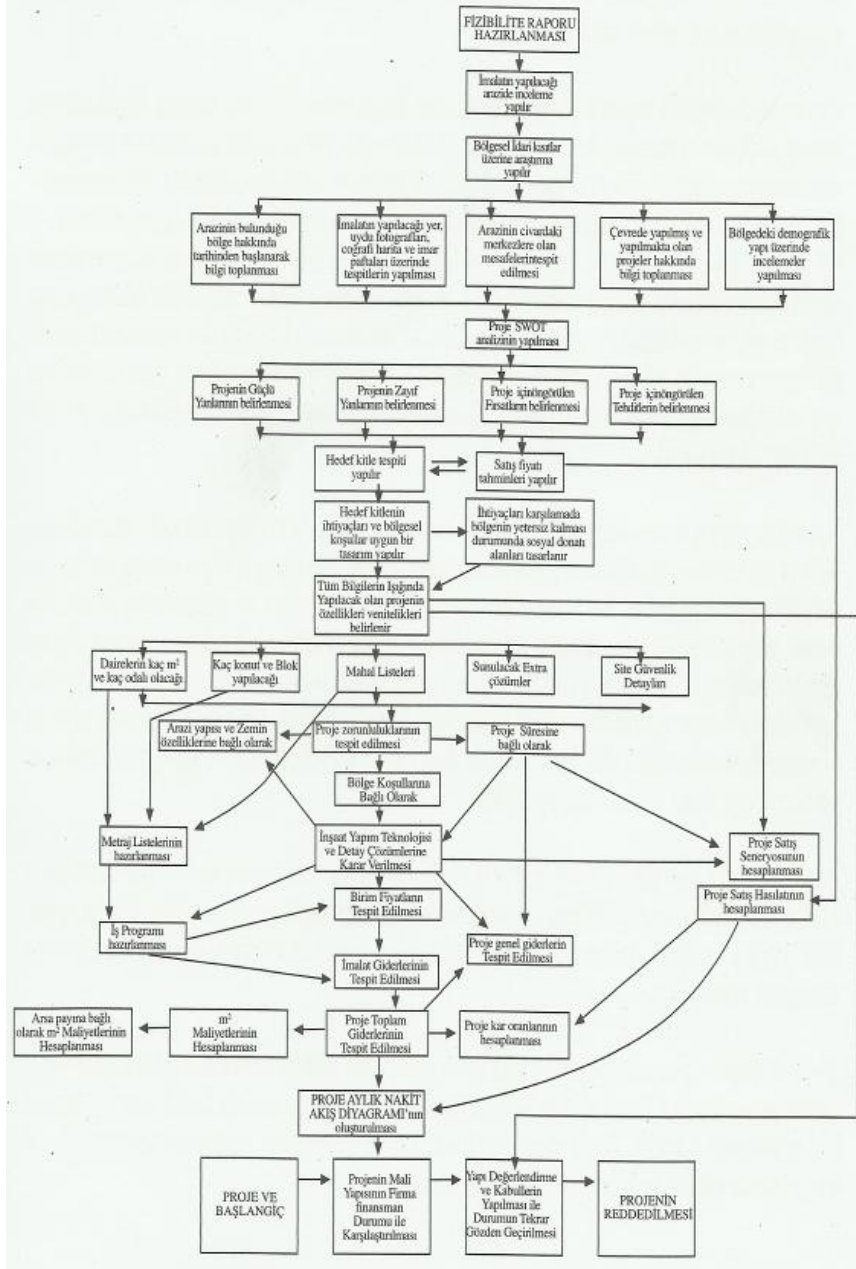 FİZİBİLİTE RAPORU
HAZIRLANMASI
İmalatın yapılacağı
arazide inceleme
yapılır
Bölgesel İdari kısıtlar
üzerine araştırma
yapılır
Arazinin bulunduğu
bölge hakkında
tarihinden başlanarak
bilgi toplanması
İmalatın yapılacağı yer,
uydu fotoğrafları,
coğrafi harita ve imar
paftaları üzerinde
tespitlerin yapılması
Arazinin civardaki
merkezlere olan
mesafelerintespit
edilmesi
Çevrede yapılmış ve
yapılmakta olan
projeler hakkında
bilgi toplanması
Bölgedeki demografik
yapı üzerinde
incelemeler
yapılması
Proje SWOT
analizinin yapılması
Projenin Güçlü
Yanlarının belirlenmesi
Projenin Zayıf
Yanlarının belirlenmesi
Proje içinöngörülen
Fırsatların belirlenmesi
Proje içinöngörülen
Tehditlerin belirlenmesi
Hedef kitle tespiti
yapılır
Satış fiyatı
tahminleri yapılır
Hedef kitlenin
ihtiyaçları ve bölgesel
koşullar uygun bir
tasarım yapılır
İhtiyaçları karşılamada
bölgenin yetersiz kalması
durumunda sosyal donatı
alanları tasarlanır
Tüm Bilgilerin Işığında
Yapılacak olan projenin
özellikleri venitelikleri
belirlenir
Dairelerin kaç m²
ve kaç odalı olacağı
Kaç konut ve Blok
yapılacağı
Mahal Listeleri
Sunulacak Extra
çözümler
Site Güvenlik
Detayları
Arazi yapısı ve Zemin
özelliklerine bağlı olarak
Proje zorunluluklarının
tespit edilmesi
Proje Süresine
bağlı olarak
Bölge Koşullarına
Bağlı Olarak
Metraj Listelerinin
hazırlanması
İnşaat Yapım Teknolojisi
ve Detay Çözümlerine
Karar Verilmesi
Proje Satış
Seneryosunun
hesaplanması
Birim Fiyatların
Tespit Edilmesi
Proje Satış Hasılatının
hesaplanması
İş Programı
hazırlanması
Proje genel giderlerin
Tespit Edilmesi
İmalat Giderlerinin
Tespit Edilmesi
Arsa payına bağlı
olarak m² Maliyetlerinin
Hesaplanması
m²
Maliyetlerinin
Hesaplanması
Proje Toplam
Giderlerinin
Tespit Edilmesi
Proje kar oranlarının
hesaplanması
PROJE AYLIK NAKİT
AKIŞ DİYAGRAMI'nın
oluşturulması
PROJE VE
BAŞLANGIÇ
Projenin Mali
Yapısının Firma
finansman
Durumu ile
Karşılaştırılması
Yapı Değerlendirme
ve Kabullerin
Yapılması ile
Durumun Tekrar
Gözden Geçirilmesi
PROJENİN
REDDEDİLMESİ